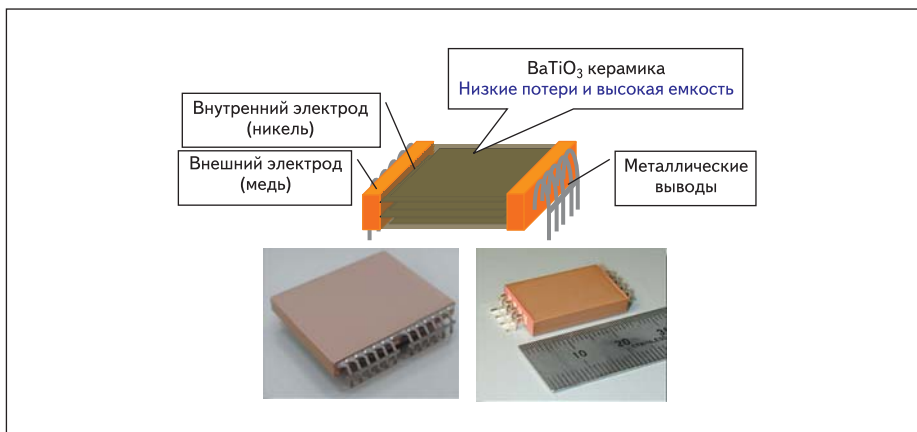 BaTiO₃ керамика
Низкие потери и высокая емкость
Внутренний электрод
(никель)
Внешний электрод
(медь)
Металлические
выводы
10 20